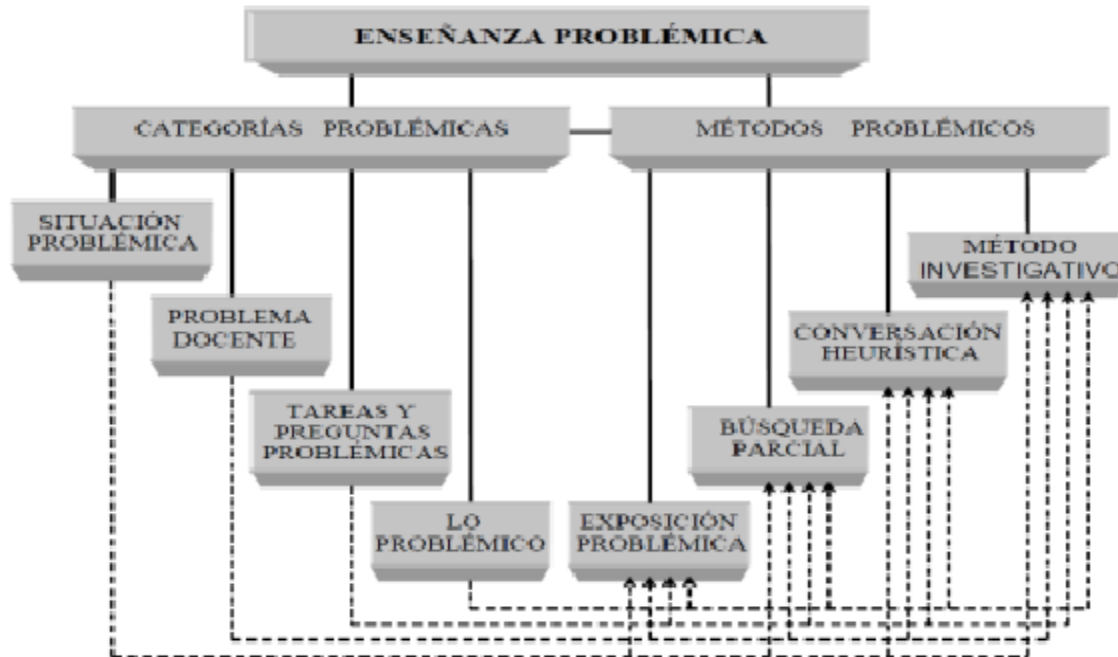 ENSEÑANZA PROBLÉMICA
CATEGORÍAS PROBLÉMICAS
MÉTODOS PROBLÉMICOS
SITUACIÓN
PROBLÉMICA
MÉTODO
INVESTIGATIVO
PROBLEMA
DOCENTE
CONVERSACIÓN
HEURÍSTICA
TAREAS Y
PREGUNTAS
PROBLÉMICAS
BÚSQUEDA
PARCIAL
LO
PROBLÉMICO
EXPOSICIÓN
PROBLÉMICA